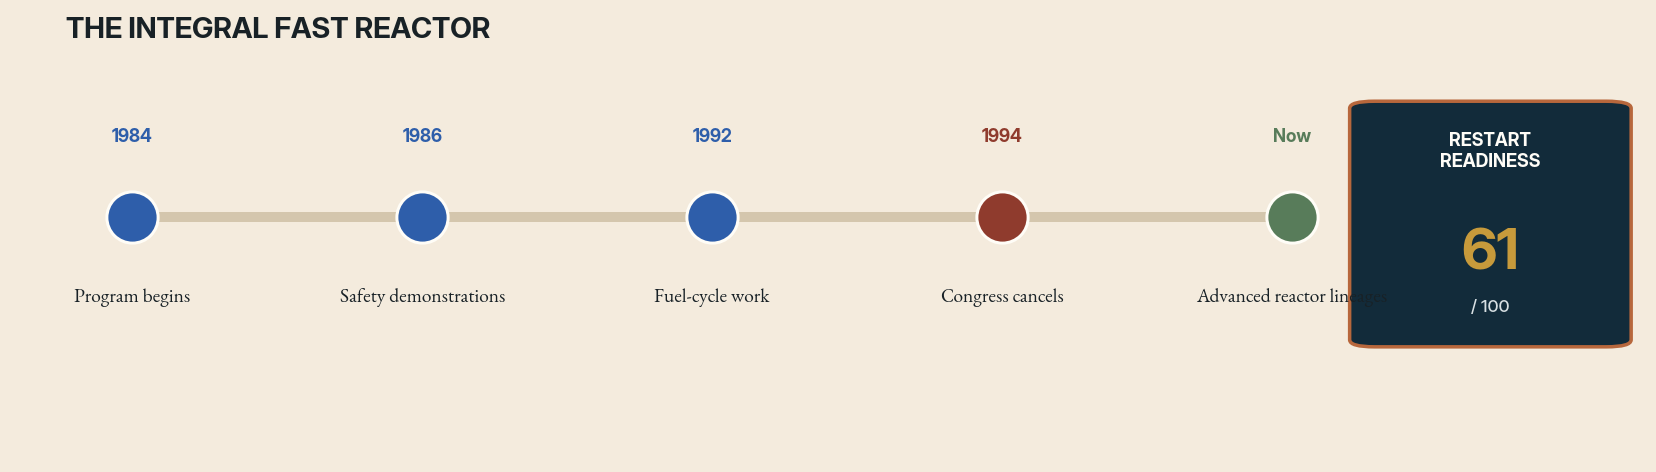 THE INTEGRAL FAST REACTOR
1984
1986
1992
1994
Now
Program begins
Safety demonstrations
Fuel-cycle work
Congress cancels
Advanced reactor lineages
RESTART
READINESS
61
/ 100